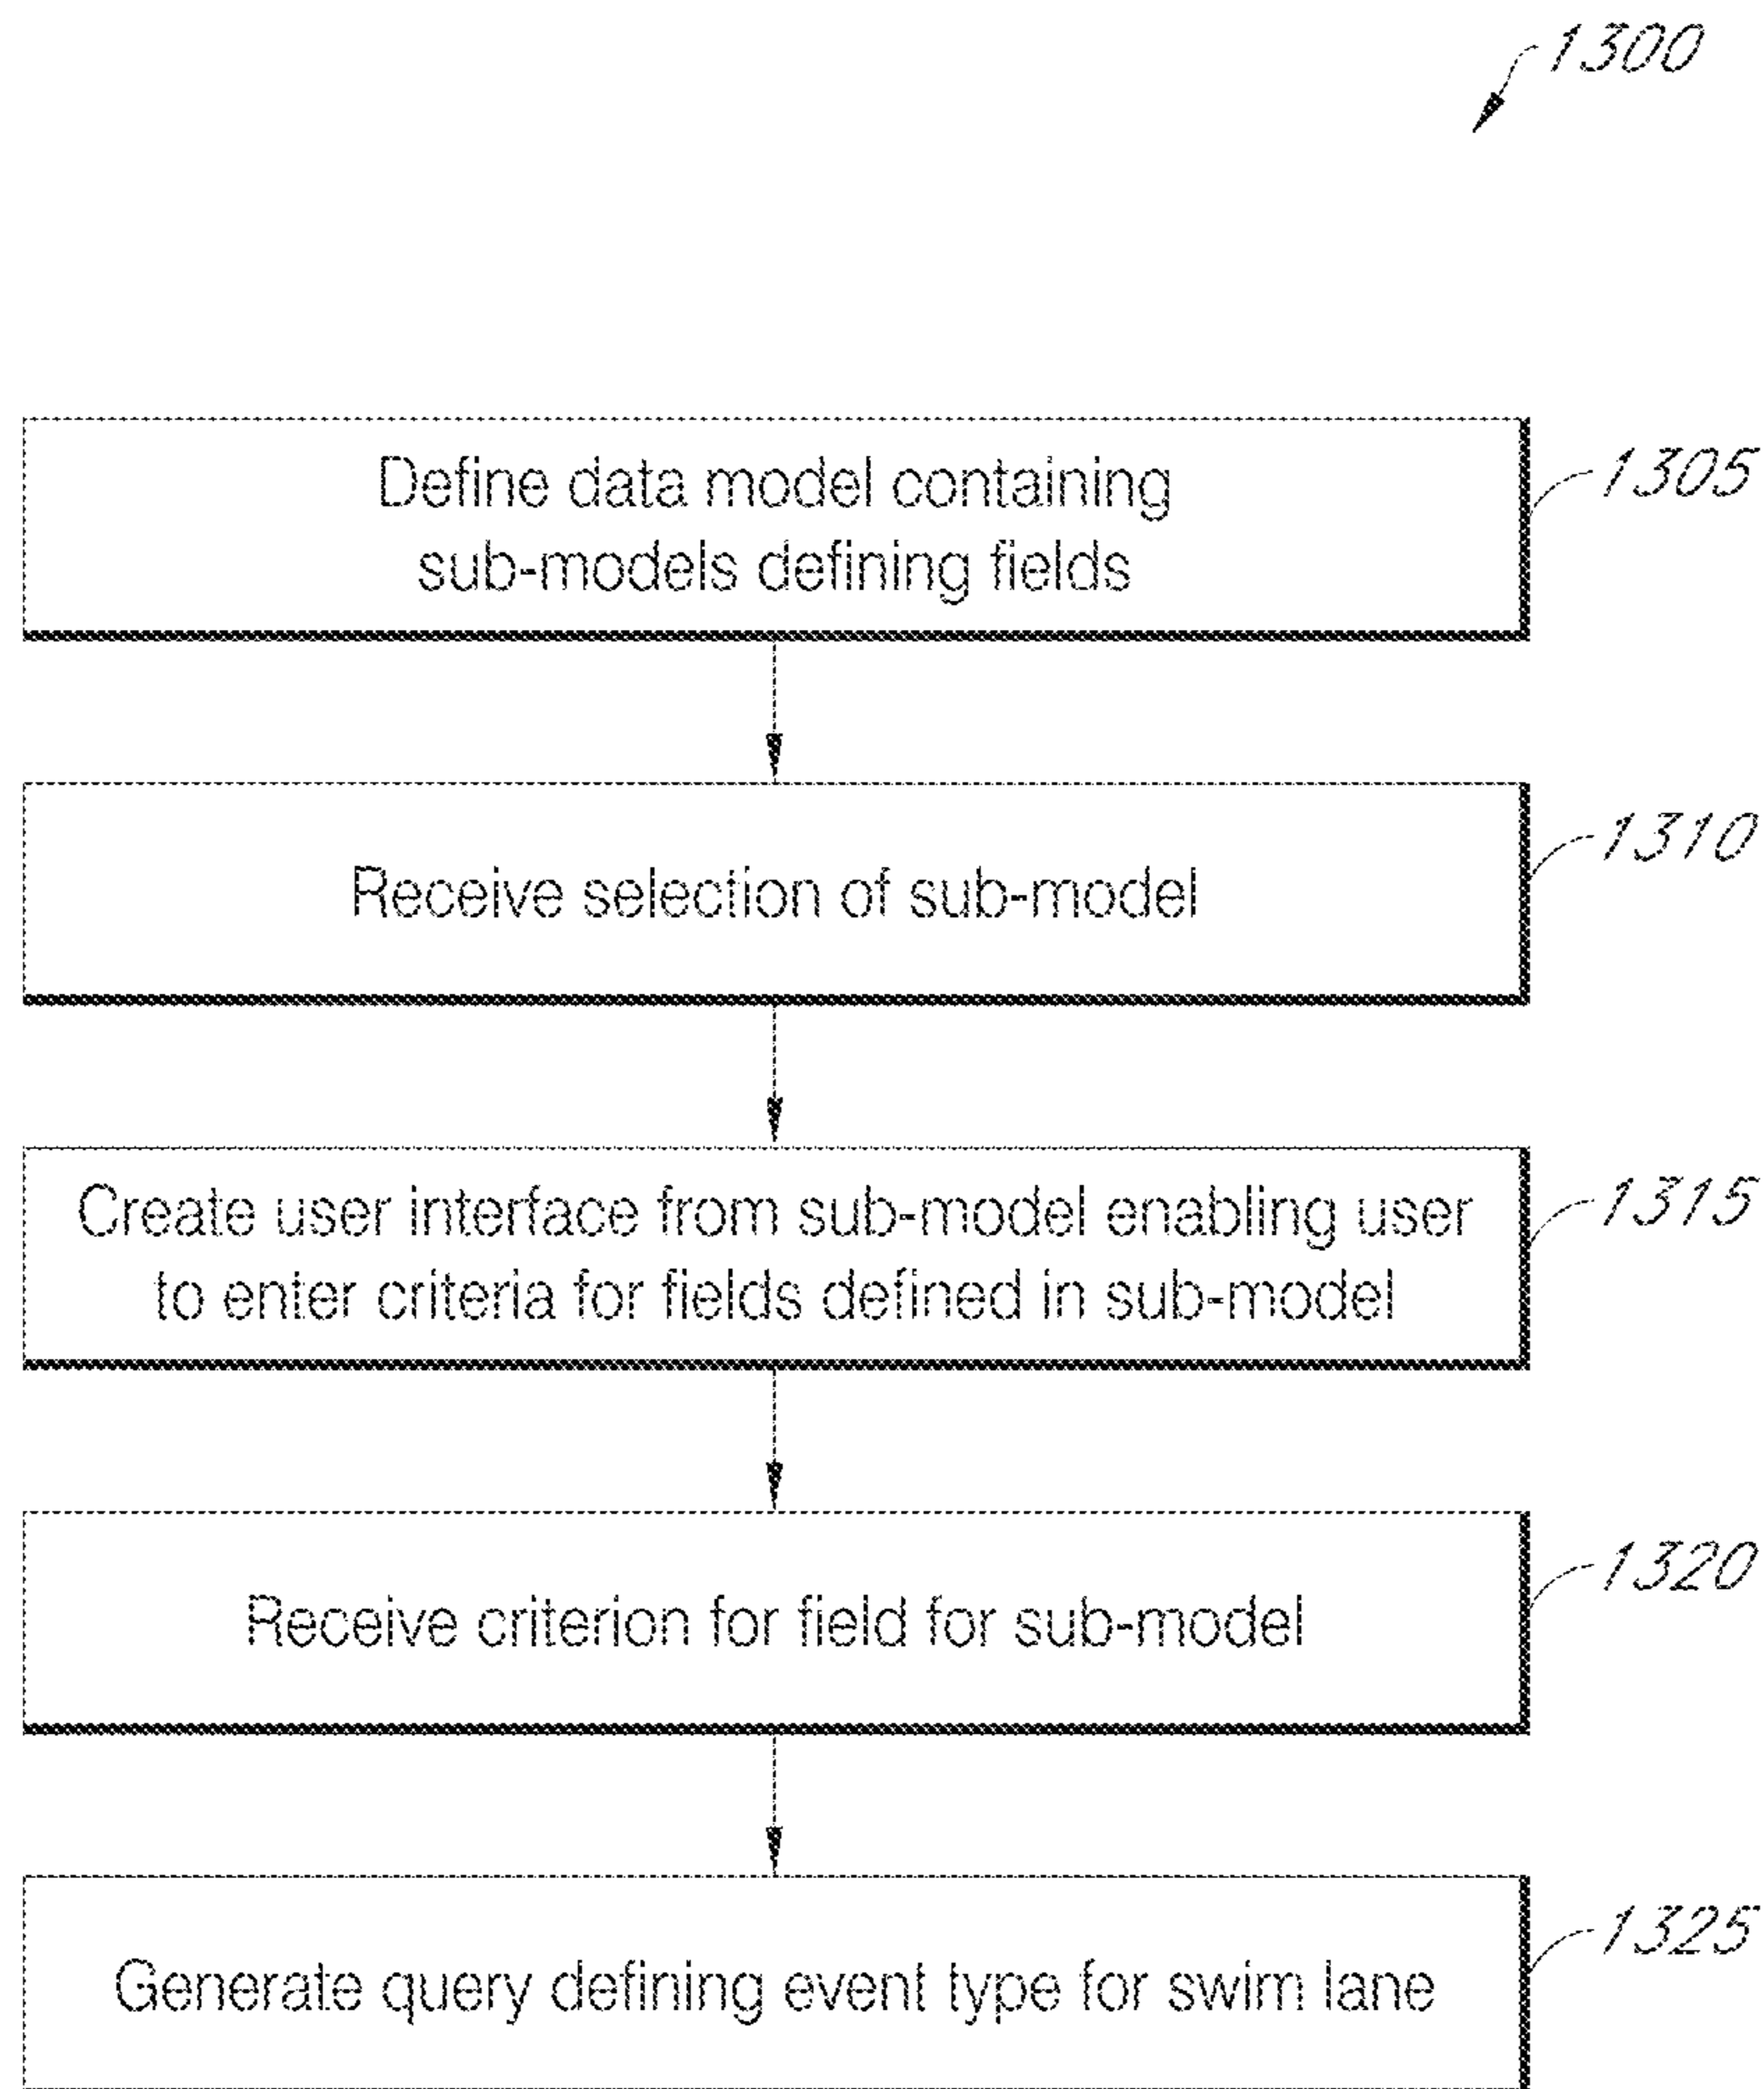 1300
Define data model containing
sub-models defining fields
1305
Receive selection of sub-model
1310
Create user interface from sub-model enabling user
to enter criteria for fields defined in sub-model
1315
Receive criterion for field for sub-model
1320
Generate query defining event type for swim lane
1325